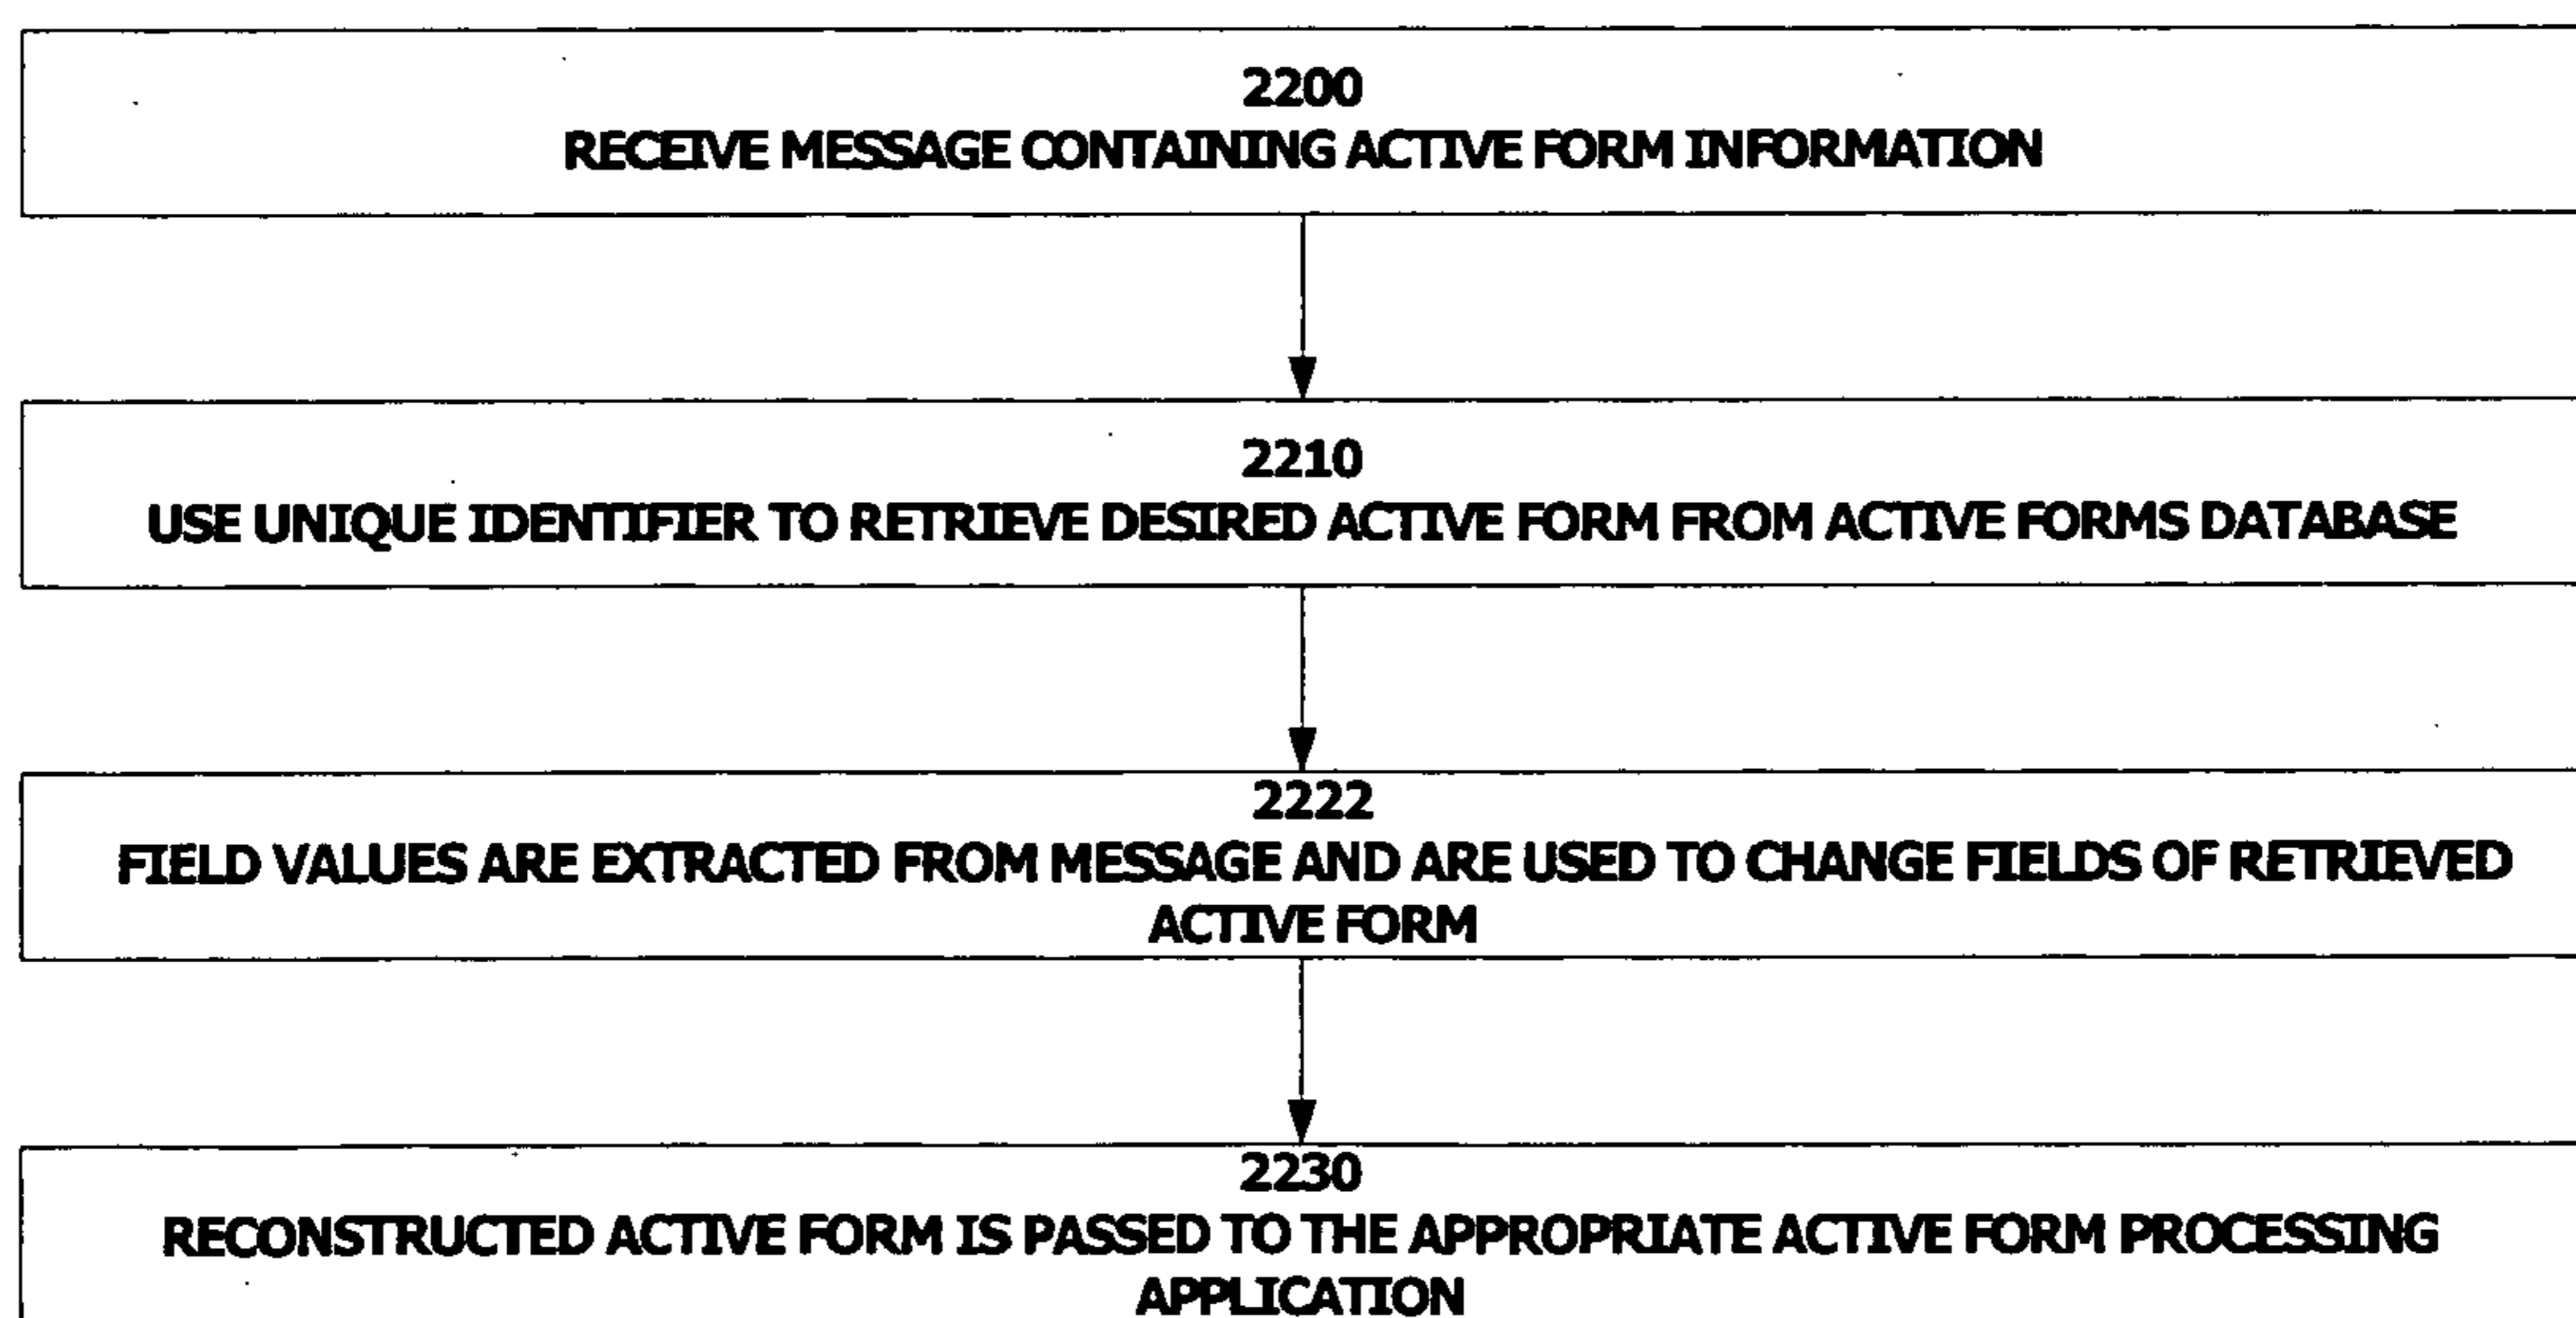 2200
RECEIVE MESSAGE CONTAINING ACTIVE FORM INFORMATION
2210
USE UNIQUE IDENTIFIER TO RETRIEVE DESIRED ACTIVE FORM FROM ACTIVE FORMS DATABASE
2222
FIELD VALUES ARE EXTRACTED FROM MESSAGE AND ARE USED TO CHANGE FIELDS OF RETRIEVED
ACTIVE FORM
2230
RECONSTRUCTED ACTIVE FORM IS PASSED TO THE APPROPRIATE ACTIVE FORM PROCESSING
APPLICATION